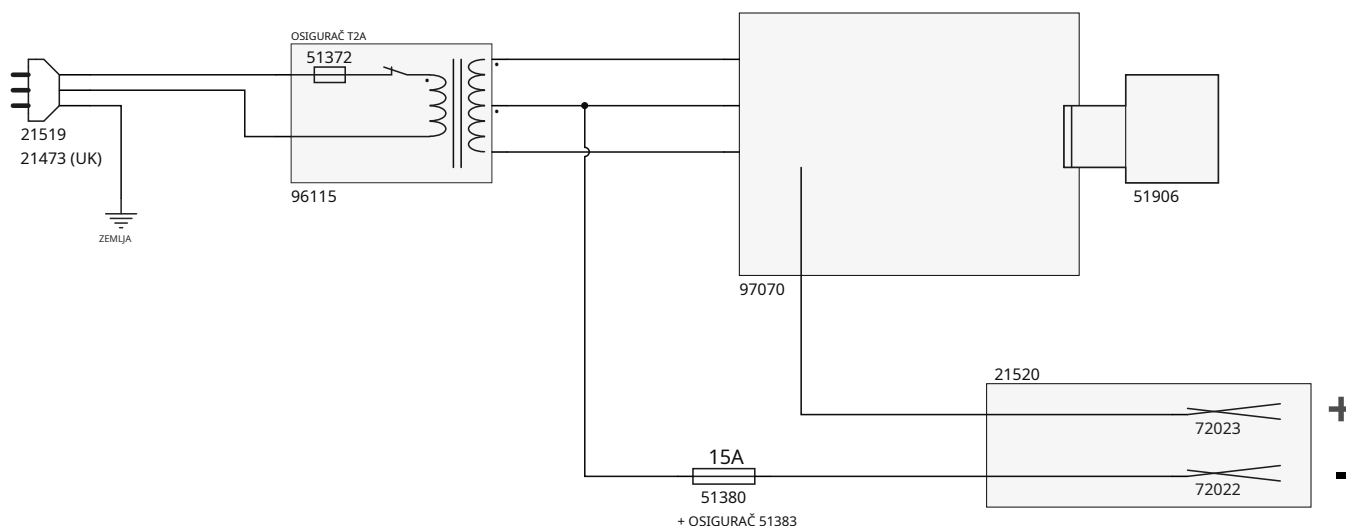 OSIGURAČ T2A
51372
21519
21473 (UK)
96115
ZEMLJA
51906
97070
21520
+
72023
15A
-
72022
51380
+ OSIGURAČ 51383